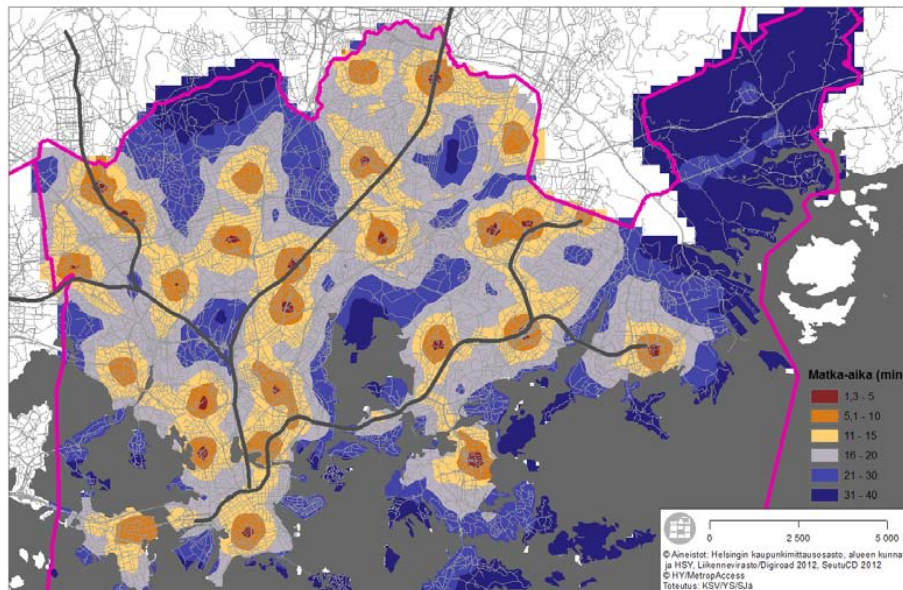 Matka-aika (min
1,3 - 5
5,1 - 10
11 - 15
16 - 20
21 - 30
31 - 40
0 2 500 5 000
© Aineistot: Helsingin kaupunkimittausosasto, alueen kunna
ja HSY, Liikennevirasto/Digiroad 2012, SeutuCD 2012
© HY/MetropAccess
Toteutus: KSV/YS/SJa